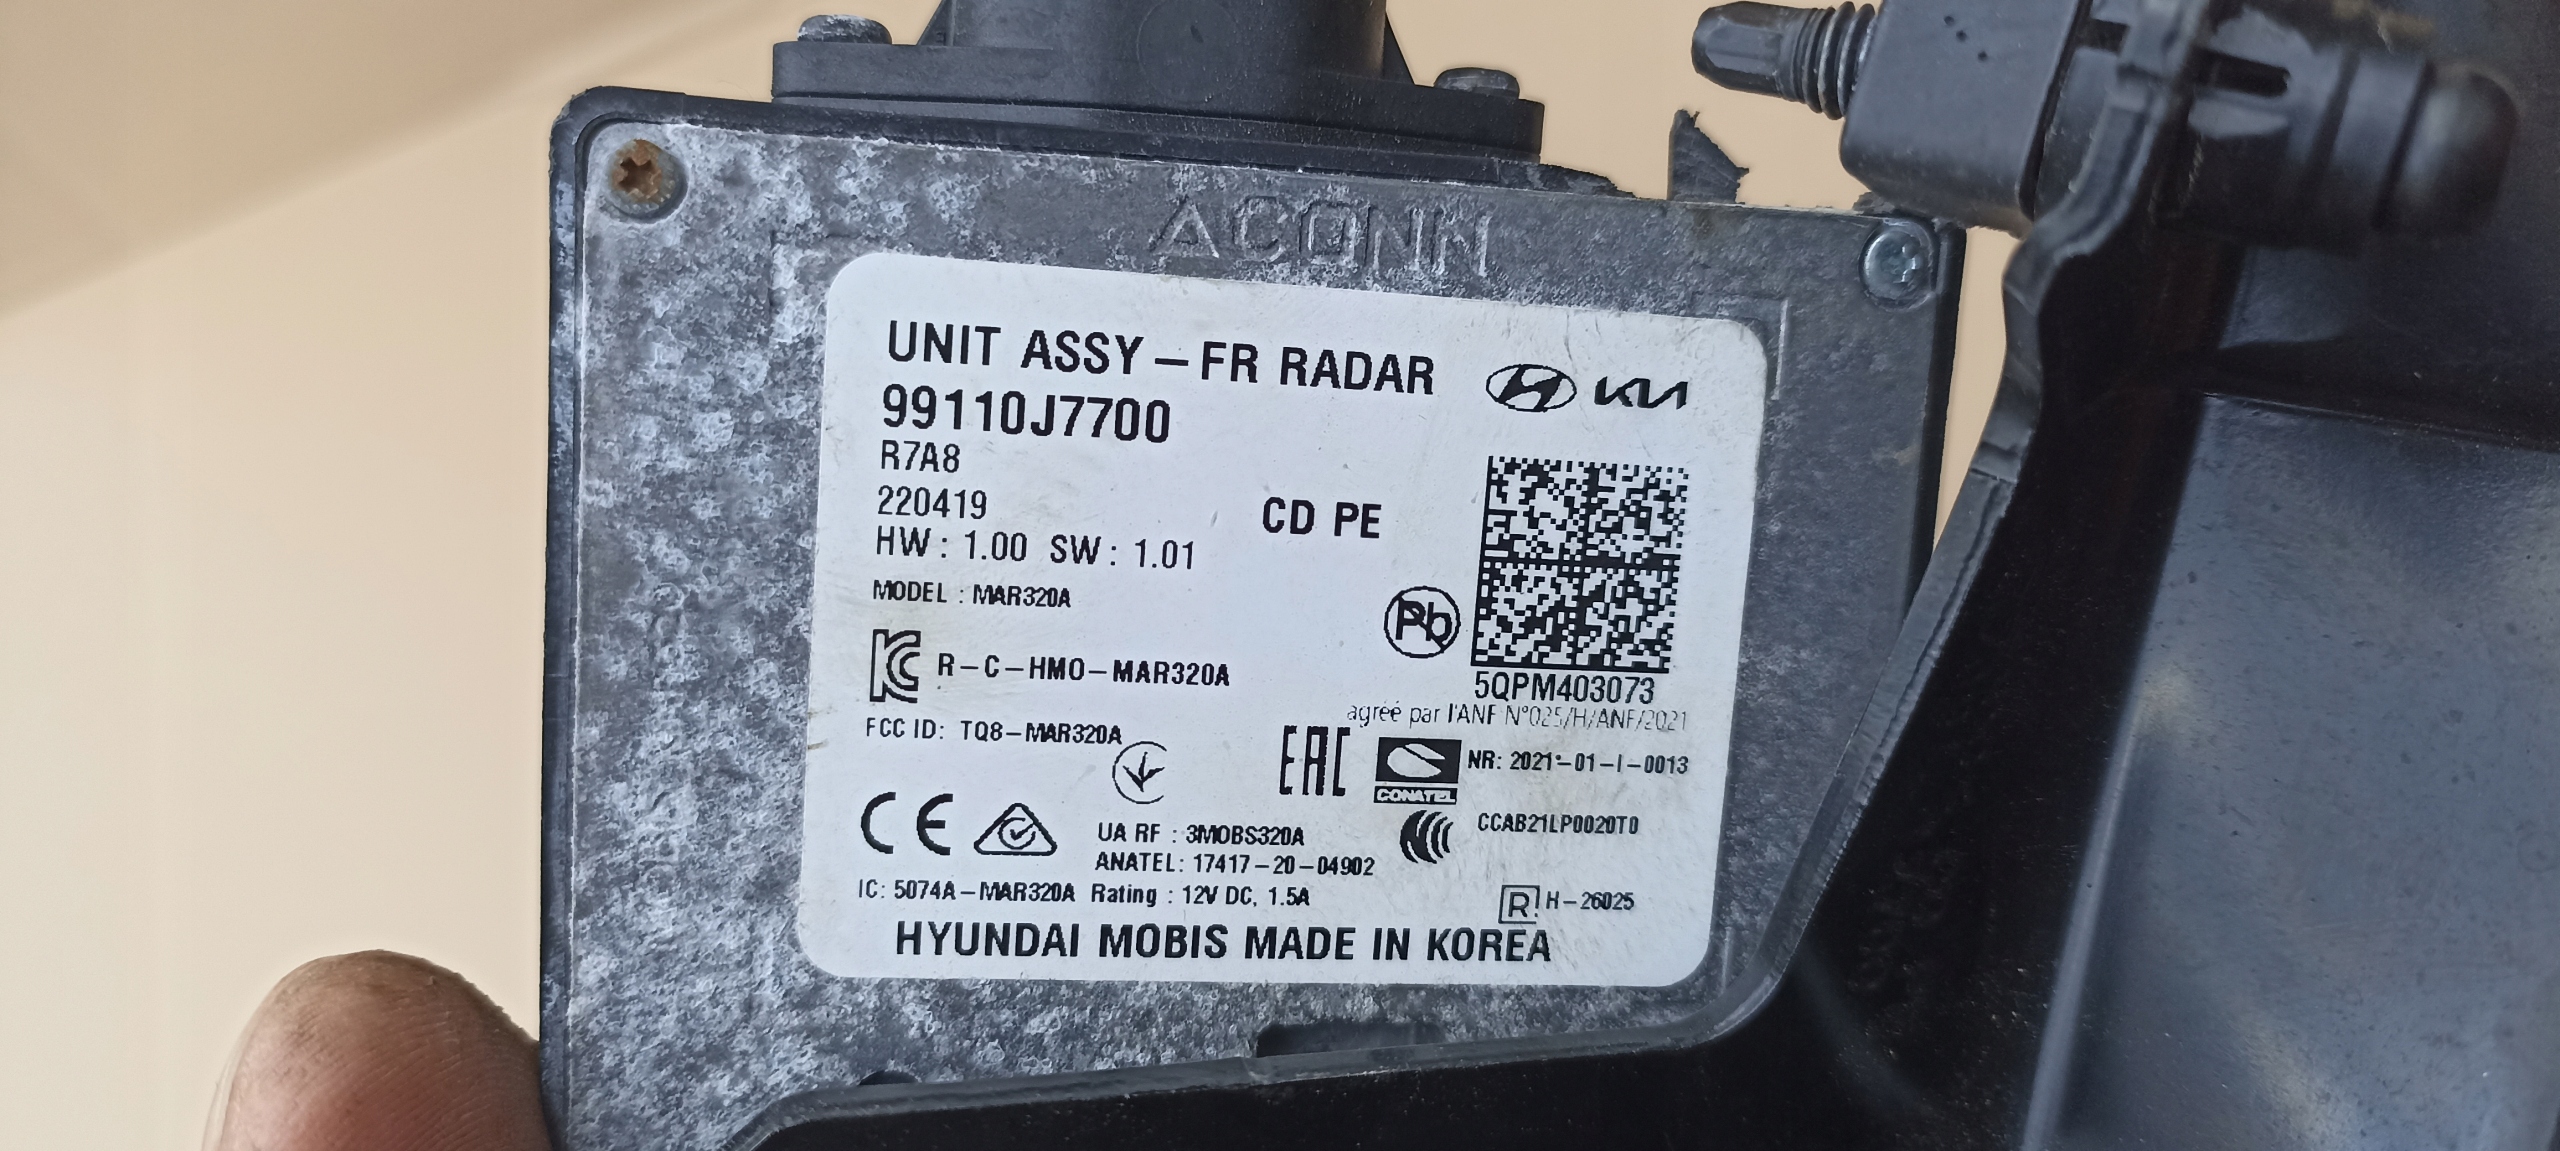 ACONN
UNIT ASSY-FR RADAR
KIA
99110J7700
R7A8
220419
CD PE
HW : 1.00 SW : 1.01
MODEL : MAR320A
Pb
R-C-HMO-MAR320A
5QPM403073
agréé par l'ANF N°025/H/ANF/2021
FCC ID: TQ8-MAR320A
EAC
CONATEL
NR: 2021-01-I-0013
CE
UA RF : 3MOBS320A
CCAB21LP0020T0
ANATEL: 17417-20-04902
IC: 5074A-MAR320A Rating : 12V DC, 1.5A
R H-26025
HYUNDAI MOBIS MADE IN KOREA